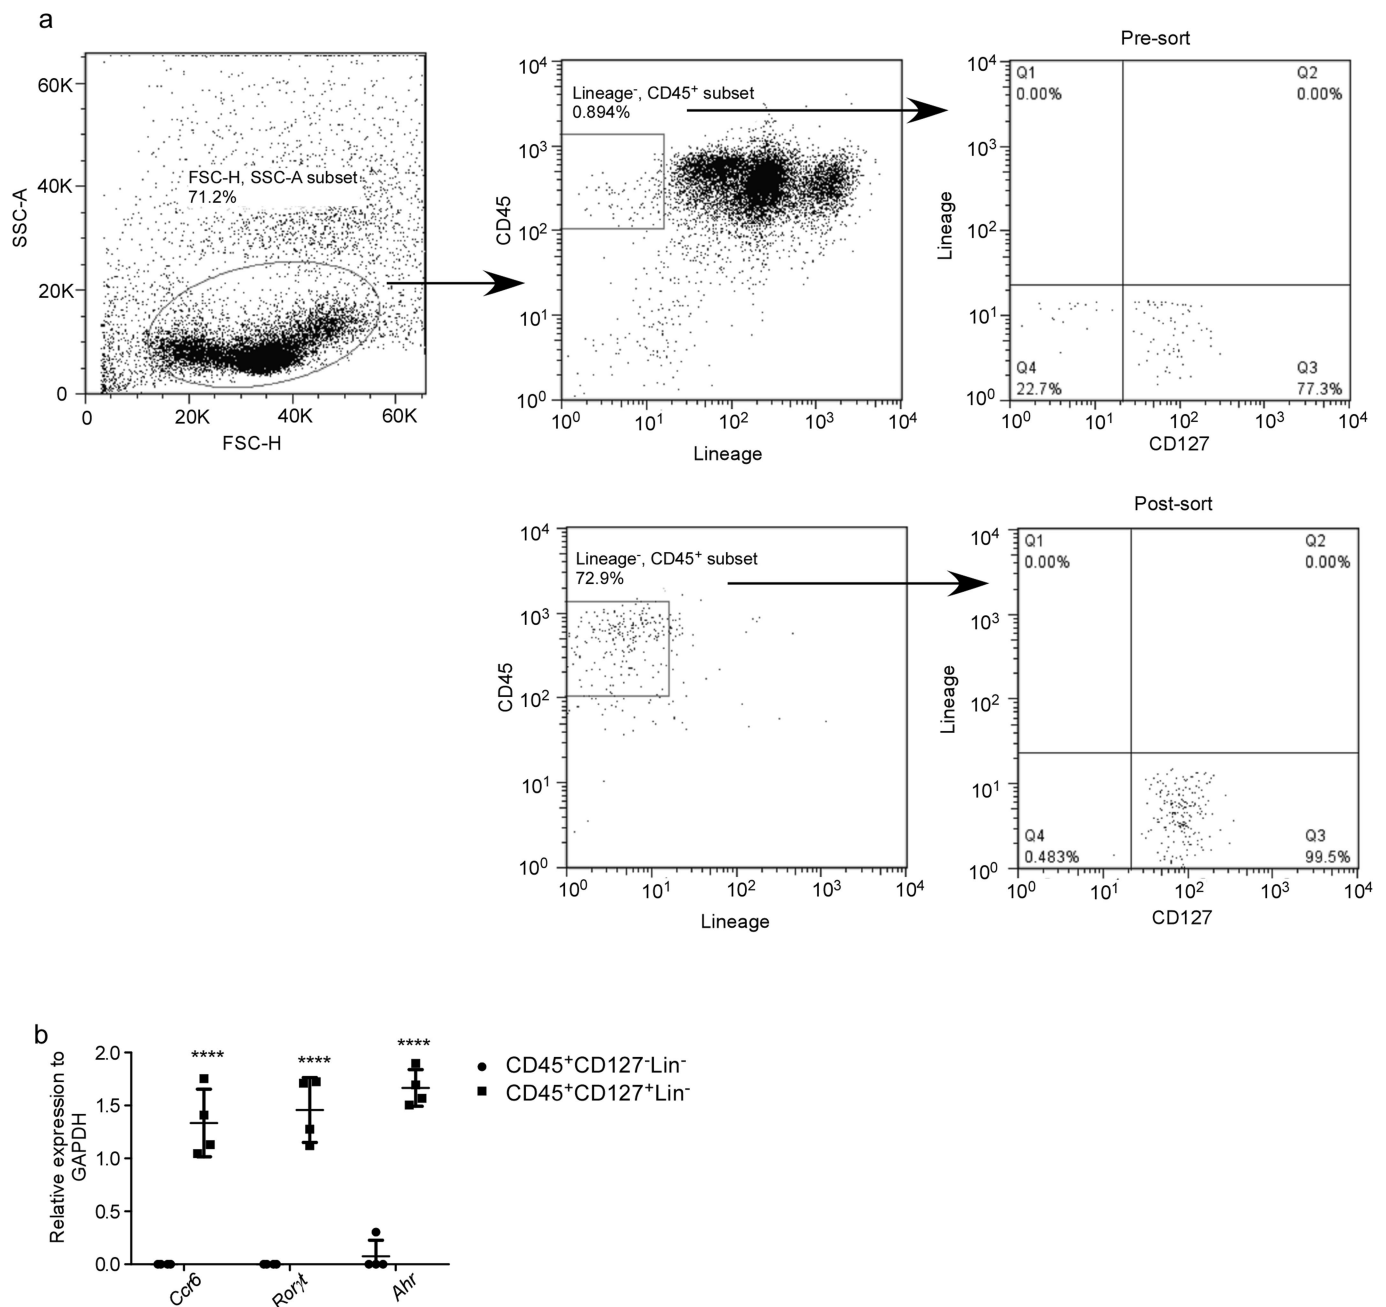 a
60K
40K
20K
0
SSC-A
FSC-H, SSC-A subset
71.2%
0
20K
40K
60K
FSC-H
10⁴
10³
10²
10¹
10⁰
CD45
Lineage⁻, CD45⁺ subset
0.894%
10⁰
10¹
10²
10³
10⁴
Lineage
Pre-sort
10⁴
10³
10²
10¹
10⁰
Lineage
Q1
0.00%
Q2
0.00%
Q4
22.7%
Q3
77.3%
10⁰
10¹
10²
10³
10⁴
CD127
10⁴
10³
10²
10¹
10⁰
CD45
Lineage⁻, CD45⁺ subset
72.9%
10⁰
10¹
10²
10³
10⁴
Lineage
Post-sort
10⁴
10³
10²
10¹
10⁰
Lineage
Q1
0.00%
Q2
0.00%
Q4
0.483%
Q3
99.5%
10⁰
10¹
10²
10³
10⁴
CD127
b
Relative expression to
GAPDH
2.0
1.5
1.0
0.5
0.0
****
****
****
Ccr6
Rorγt
Ahr
CD45⁺CD127⁻Lin⁻
CD45⁺CD127⁺Lin⁻